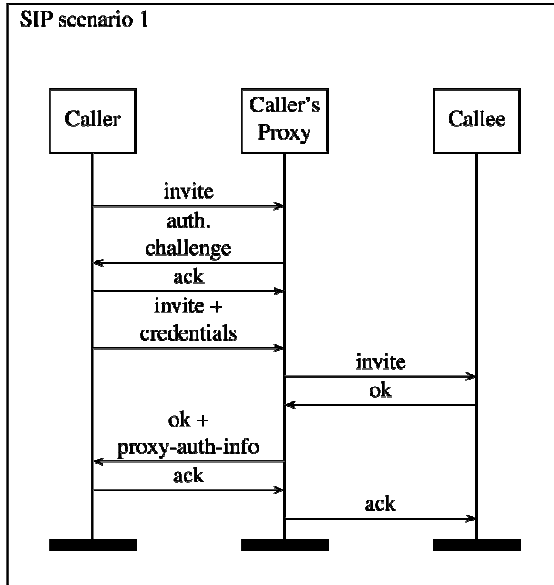 SIP scenario 1
Caller
Caller's
Proxy
Callee
invite
auth.
challenge
ack
invite +
credentials
invite
ok
ok +
proxy-auth-info
ack
ack